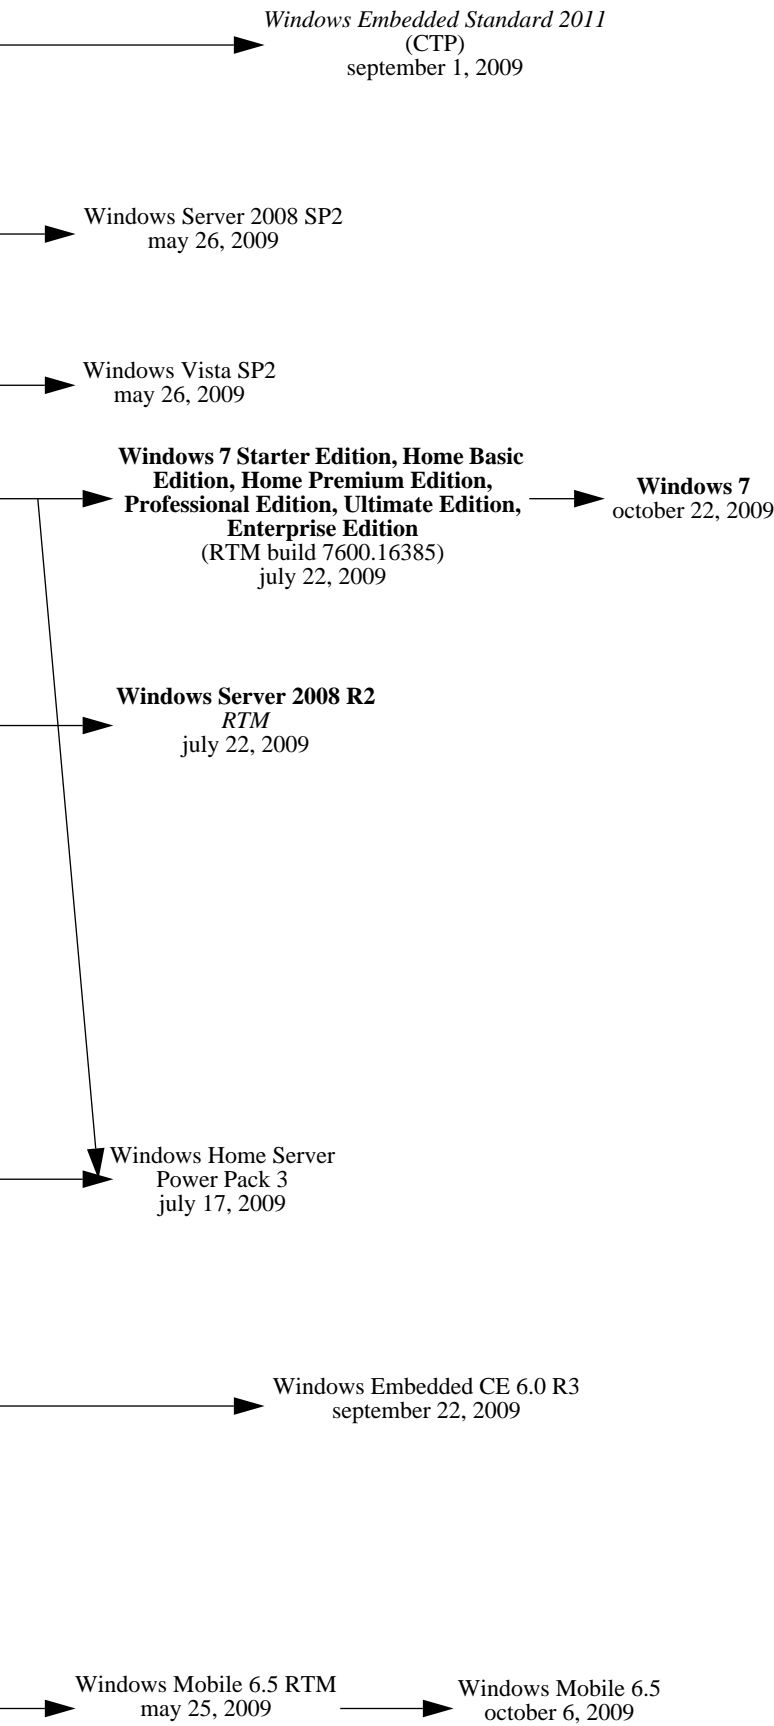 Windows Embedded Standard 2011
(CTP)
september 1, 2009
Windows Server 2008 SP2
may 26, 2009
Windows Vista SP2
may 26, 2009
Windows 7 Starter Edition, Home Basic
Edition, Home Premium Edition,
Professional Edition, Ultimate Edition,
Enterprise Edition
(RTM build 7600.16385)
july 22, 2009
Windows 7
october 22, 2009
Windows Server 2008 R2
RTM
july 22, 2009
Windows Home Server
Power Pack 3
july 17, 2009
Windows Embedded CE 6.0 R3
september 22, 2009
Windows Mobile 6.5 RTM
may 25, 2009
Windows Mobile 6.5
october 6, 2009